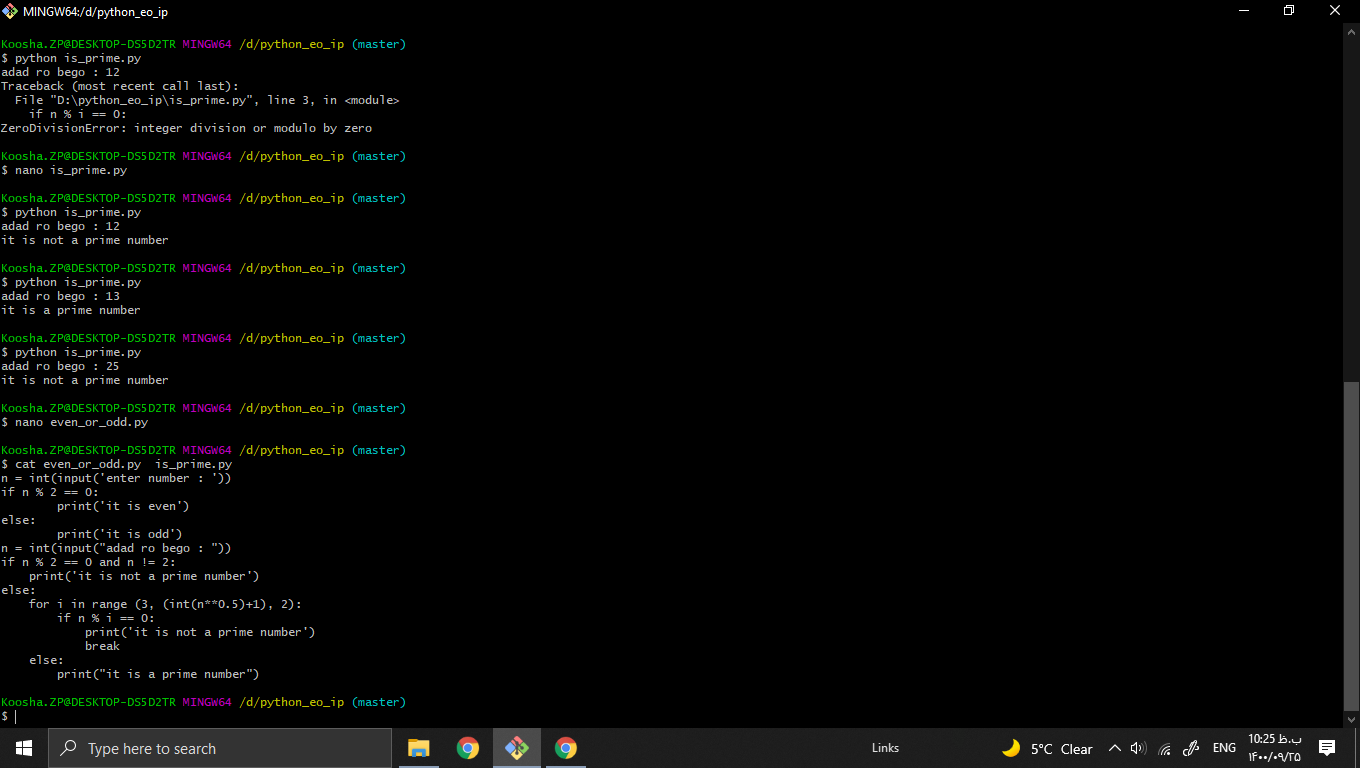 MINGW64:/d/python_eo_ip
Koosha.ZP@DESKTOP-DS5D2TR MINGW64 /d/python_eo_ip (master)
$ python is_prime.py
adad ro bego : 12
Traceback (most recent call last):
  File "D:\python_eo_ip\is_prime.py", line 3, in <module>
    if n % i == 0:
ZeroDivisionError: integer division or modulo by zero
Koosha.ZP@DESKTOP-DS5D2TR MINGW64 /d/python_eo_ip (master)
$ nano is_prime.py
Koosha.ZP@DESKTOP-DS5D2TR MINGW64 /d/python_eo_ip (master)
$ python is_prime.py
adad ro bego : 12
it is not a prime number
Koosha.ZP@DESKTOP-DS5D2TR MINGW64 /d/python_eo_ip (master)
$ python is_prime.py
adad ro bego : 13
it is a prime number
Koosha.ZP@DESKTOP-DS5D2TR MINGW64 /d/python_eo_ip (master)
$ python is_prime.py
adad ro bego : 25
it is not a prime number
Koosha.ZP@DESKTOP-DS5D2TR MINGW64 /d/python_eo_ip (master)
$ nano even_or_odd.py
Koosha.ZP@DESKTOP-DS5D2TR MINGW64 /d/python_eo_ip (master)
$ cat even_or_odd.py  is_prime.py
n = int(input('enter number : '))
if n % 2 == 0:
        print('it is even')
else:
        print('it is odd')
n = int(input("adad ro bego : "))
if n % 2 == 0 and n != 2:
    print('it is not a prime number')
else:
    for i in range (3, (int(n**0.5)+1), 2):
        if n % i == 0:
            print('it is not a prime number')
            break
    else:
        print("it is a prime number")
Koosha.ZP@DESKTOP-DS5D2TR MINGW64 /d/python_eo_ip (master)
$
Type here to search
Links
5°C Clear
ENG
10:25 ب.ظ
۱۴۰۰/۰۹/۲۵